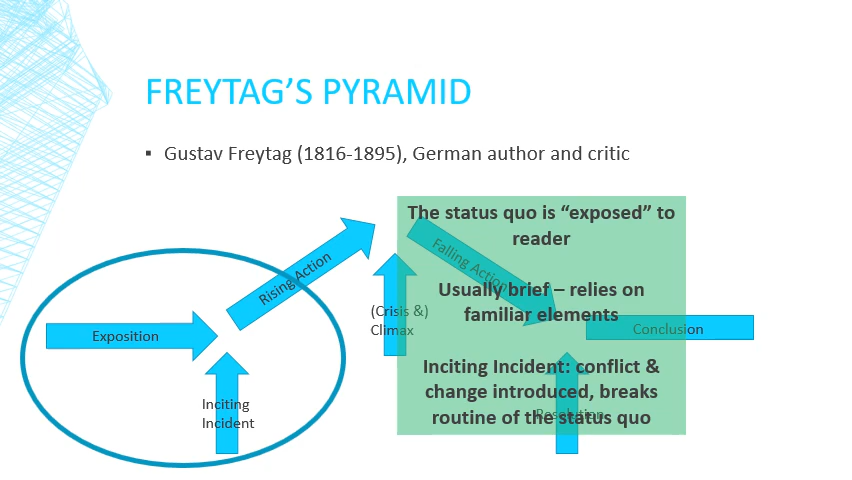 FREYTAG'S PYRAMID
▪ Gustav Freytag (1816-1895), German author and critic
The status quo is “exposed” to
reader
Usually brief – relies on
familiar elements
Inciting Incident: conflict &
change introduced, breaks
routine of the status quo
Exposition
Inciting
Incident
Rising Action
(Crisis &)
Climax
Falling Action
Resolution
Conclusion